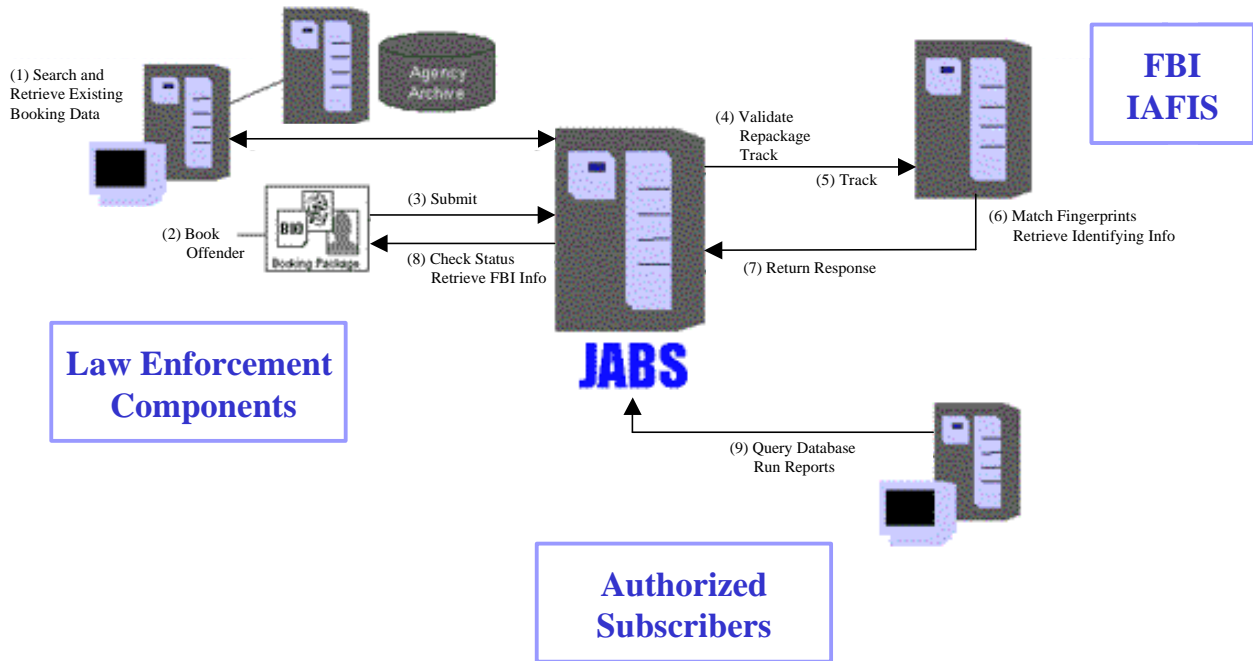 (1) Search and
Retrieve Existing
Booking Data
Agency
Archive
FBI
IAFIS
(4) Validate
Repackage
Track
(5) Track
(3) Submit
(2) Book
Offender
BIO
Booking Package
(8) Check Status
Retrieve FBI Info
(6) Match Fingerprints
Retrieve Identifying Info
(7) Return Response
Law Enforcement
Components
JABS
(9) Query Database
Run Reports
Authorized
Subscribers